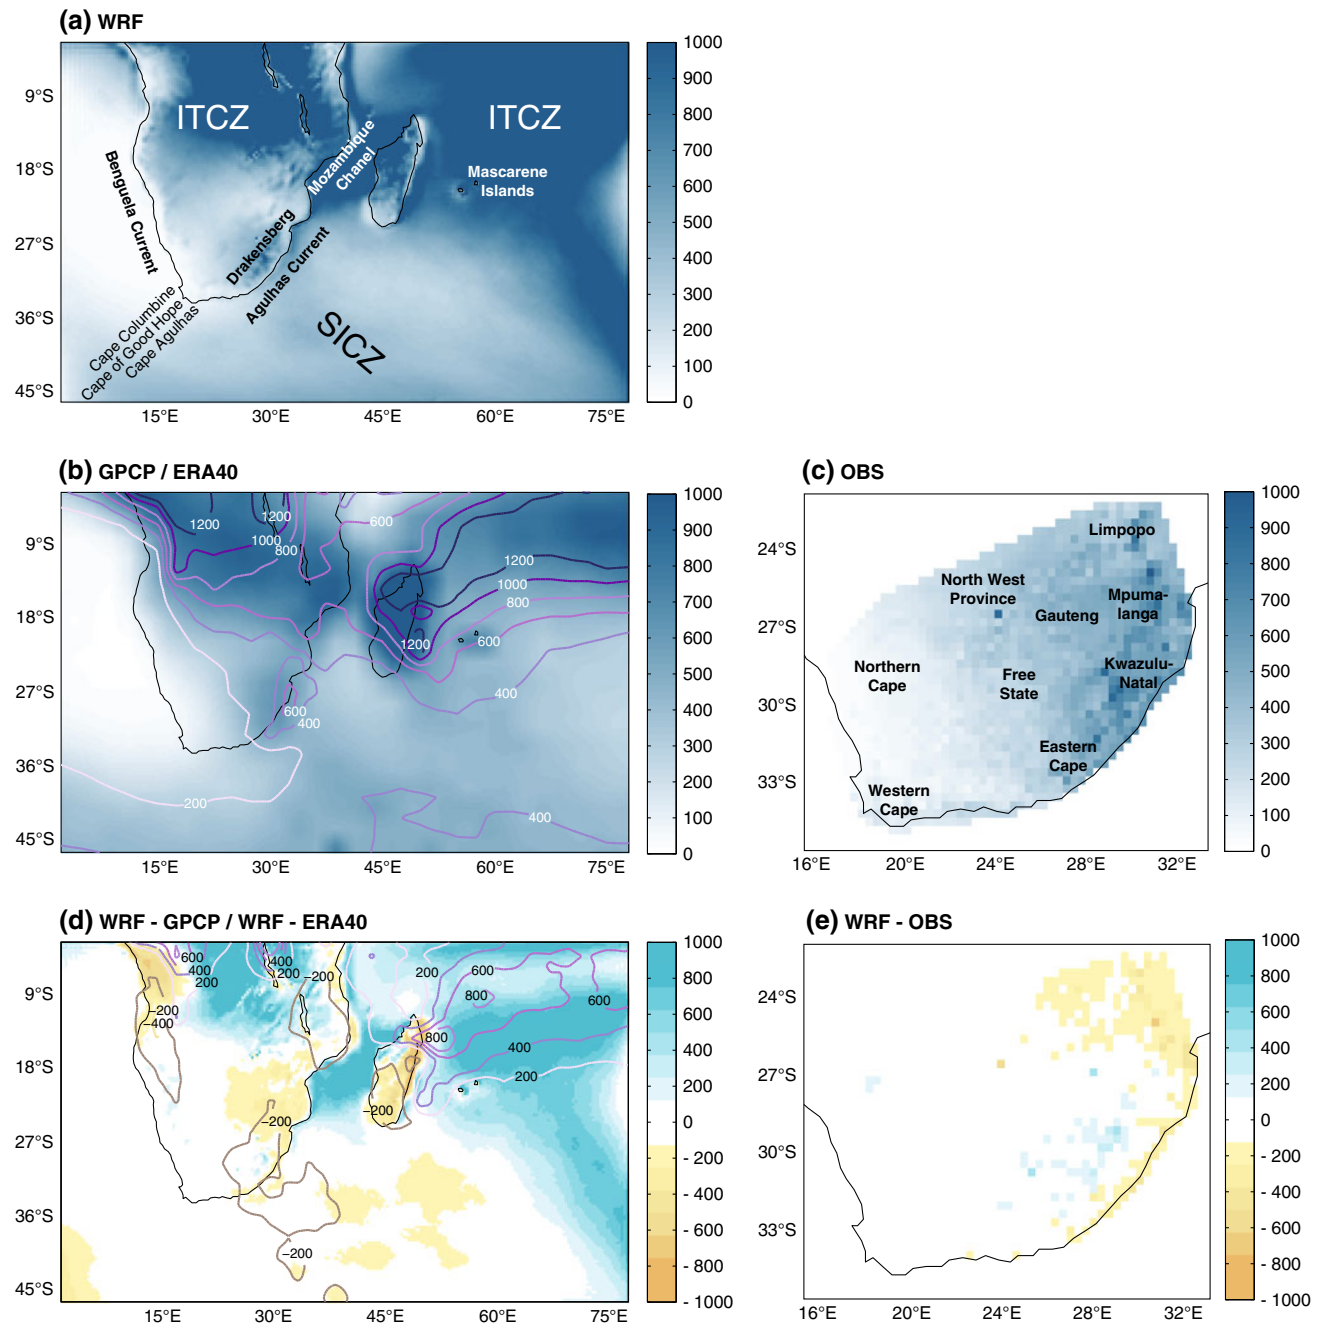 (a) WRF
ITCZ
ITCZ
Mozambique
Chanel
Mascarene
Islands
Benguela Current
Drakensberg
Agulhas Current
Cape Columbine
Cape of Good Hope
Cape Agulhas
SICZ
9°S
18°S
27°S
36°S
45°S
15°E 30°E 45°E 60°E 75°E
1000
900
800
700
600
500
400
300
200
100
0
(b) GPCP / ERA40
1200
1200
1000
800
600
1200
1000
800
600
1200
400
600
400
200
400
9°S
18°S
27°S
36°S
45°S
15°E 30°E 45°E 60°E 75°E
1000
900
800
700
600
500
400
300
200
100
0
(c) OBS
Limpopo
North West
Province
Mpuma-
langa
Gauteng
Northern
Cape
Free
State
Kwazulu-
Natal
Eastern
Cape
Western
Cape
24°S
27°S
30°S
33°S
16°E 20°E 24°E 28°E 32°E
1000
900
800
700
600
500
400
300
200
100
0
(d) WRF - GPCP / WRF - ERA40
600
400
200
400
200
−200
200
600
800
600
−200
−400
800
400
200
−200
−200
−200
9°S
18°S
27°S
36°S
45°S
15°E 30°E 45°E 60°E 75°E
1000
800
600
400
200
0
- 200
- 400
- 600
- 800
- 1000
(e) WRF - OBS
24°S
27°S
30°S
33°S
16°E 20°E 24°E 28°E 32°E
1000
800
600
400
200
0
- 200
- 400
- 600
- 800
- 1000